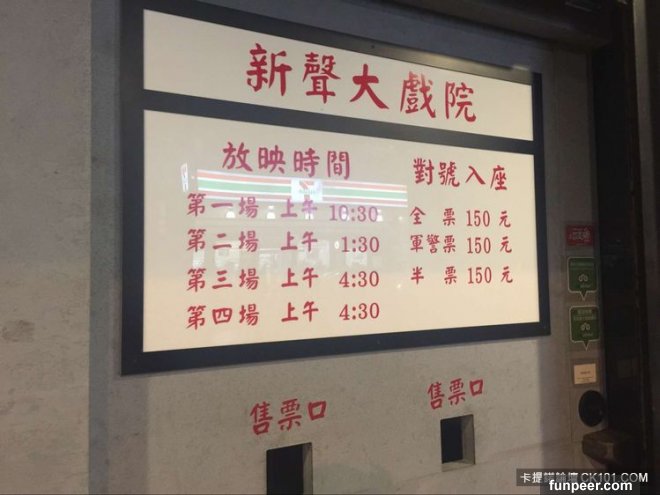 新聲大戲院
放映時間
第一場 上午 10:30
第二場 上午 1:30
第三場 上午 4:30
第四場 上午 4:30
對號入座
全票 150 元
軍警票 150 元
半票 150 元
售票口
售票口
卡提諾論壇 CK101.COM
funpeer.com